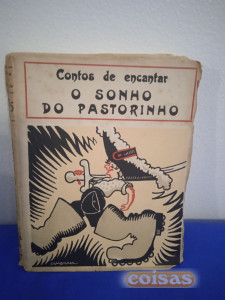 Contos de encantar
O SONHO
DO PASTORINHO
coisas